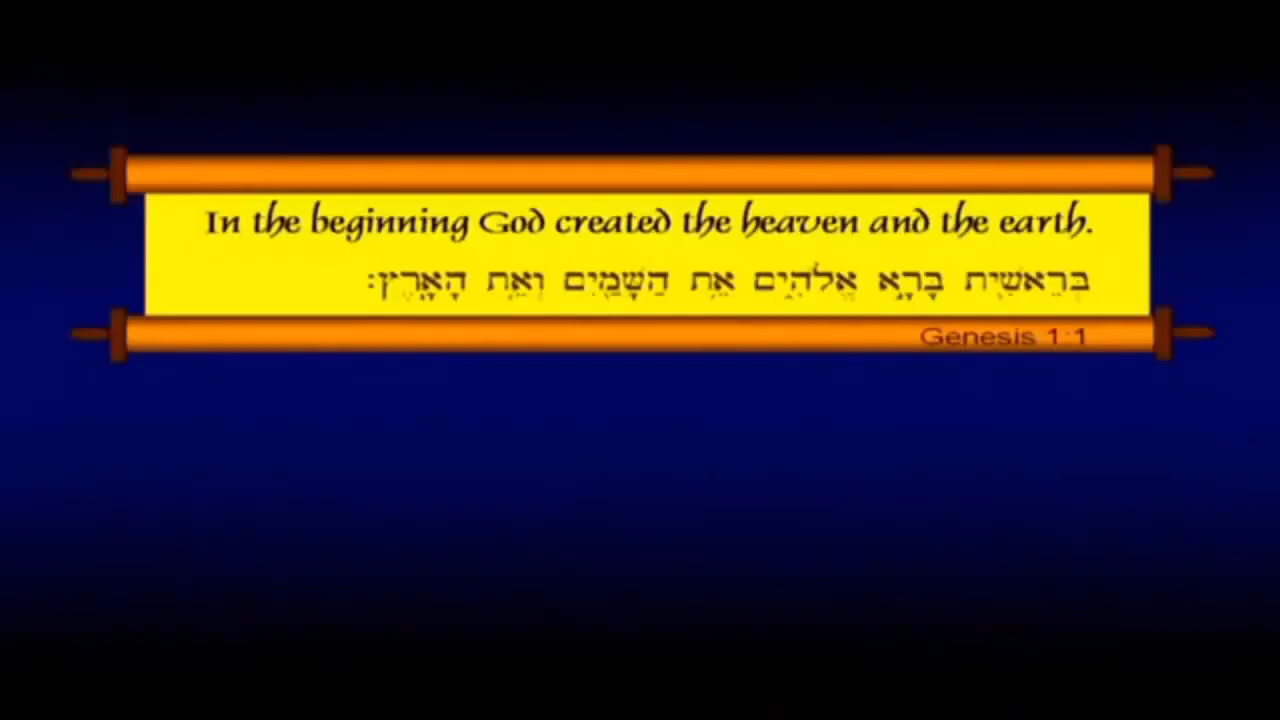 In the beginning God created the heaven and the earth.
בְּרֵאשִׁ֖ית בָּרָ֣א אֱלֹהִ֑ים אֵ֥ת הַשָּׁמַ֖יִם וְאֵ֥ת הָאָֽרֶץ׃
Genesis 1:1